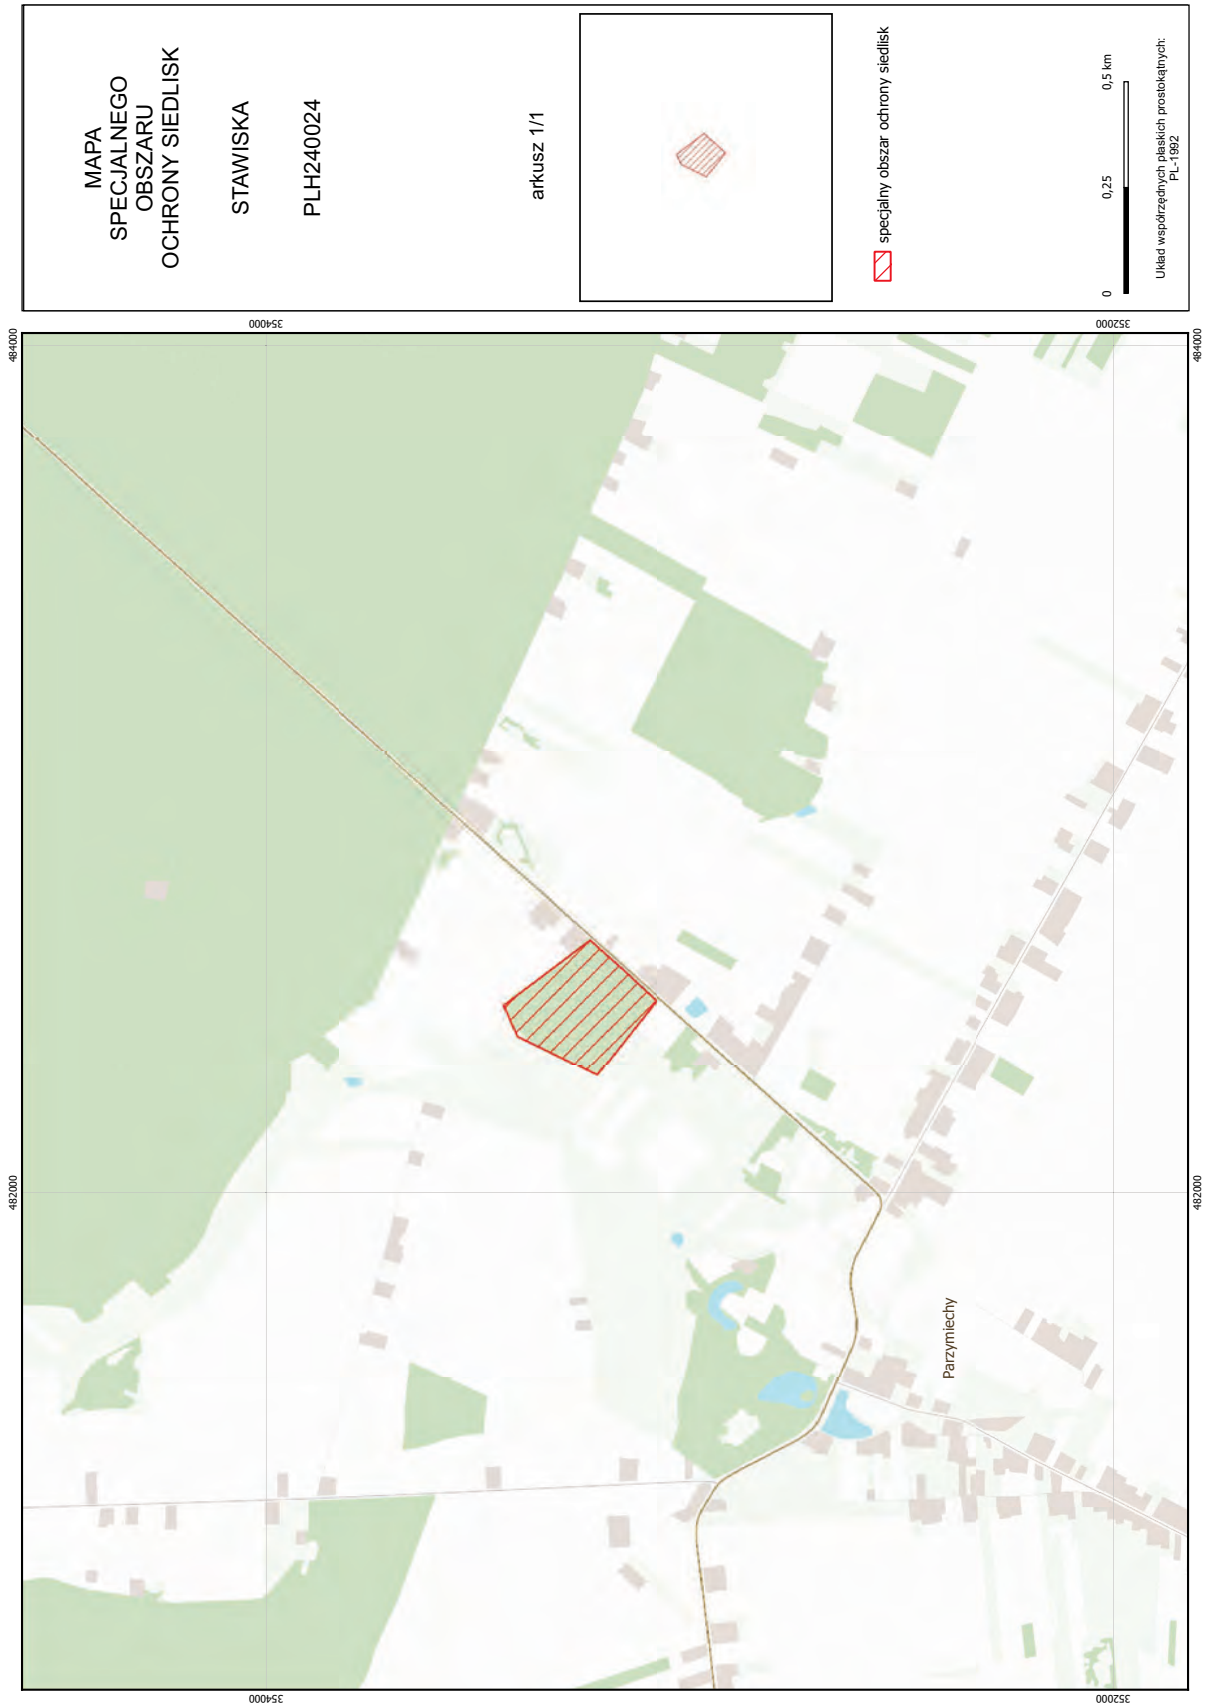 MAPA
SPECJALNEGO
OBSZARU
OCHRONY SIEDLISK
STAWISKA
PLH240024
arkusz 1/1
specjalny obszar ochrony siedlisk
0 0,25 0,5 km
Układ współrzędnych płaskich prostokątnych:
PL-1992
482000 484000
354000 354000
352000 352000
Parzymiechy
482000 484000